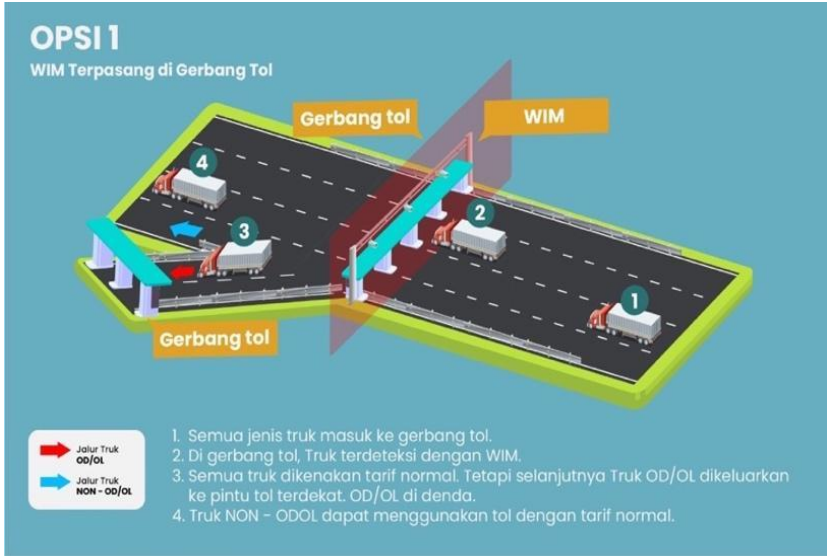 OPSI 1
WIM Terpasang di Gerbang Tol
Gerbang tol
WIM
4
2
3
1
Gerbang tol
Jalur Truk
OD/OL
Jalur Truk
NON - OD/OL
1. Semua jenis truk masuk ke gerbang tol.
2. Di gerbang tol, Truk terdeteksi dengan WIM.
3. Semua truk dikenakan tarif normal. Tetapi selanjutnya Truk OD/OL dikeluarkan
ke pintu tol terdekat. OD/OL di denda.
4. Truk NON - ODOL dapat menggunakan tol dengan tarif normal.